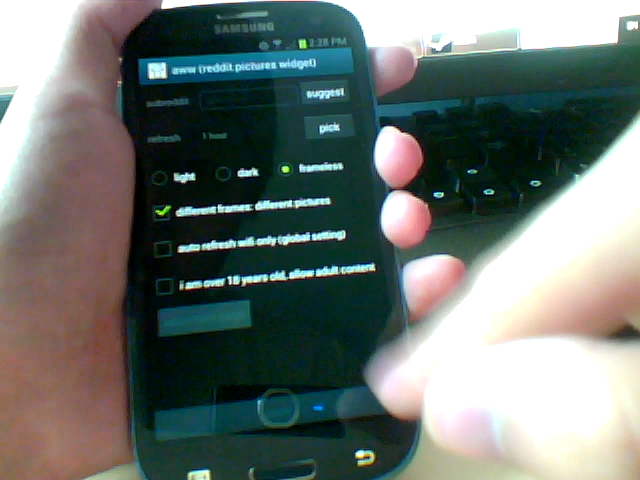 SAMSUNG
2:28 PM
aww (reddit pictures widget)
subreddit suggest
refresh 1 hour pick
light dark frameless
different frames: different pictures
auto refresh wifi only (global setting)
i am over 18 years old, allow adult content